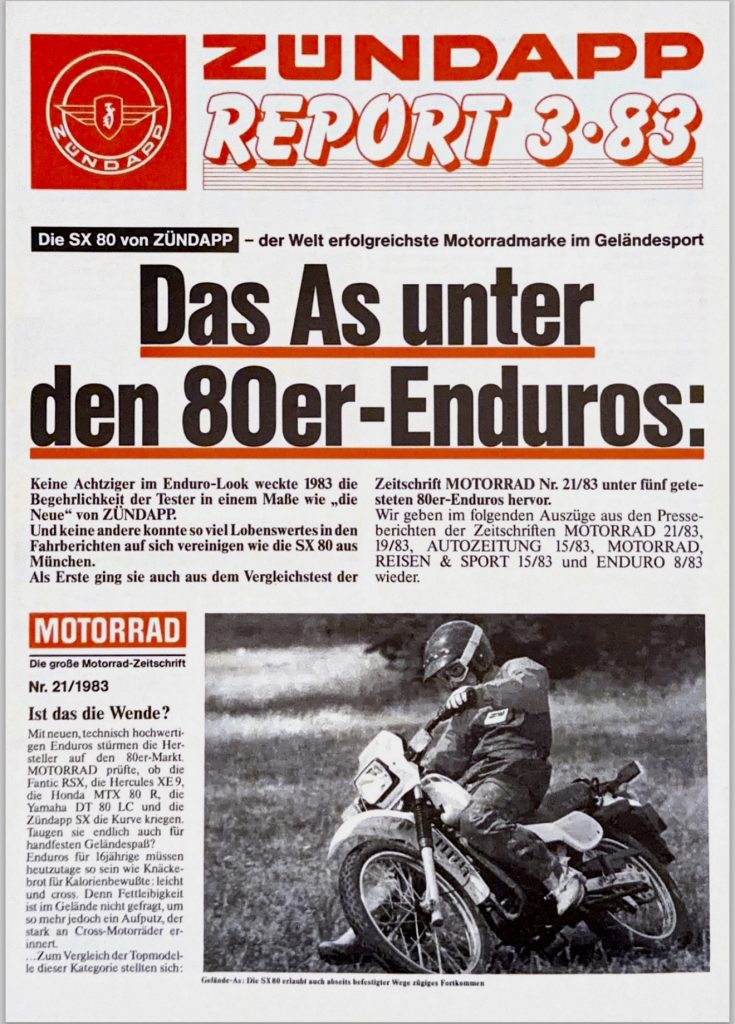 ZÜNDAPP
ZÜNDAPP
REPORT 3·83
Die SX 80 von ZÜNDAPP – der Welt erfolgreichste Motorradmarke im Geländesport
Das As unter
den 80er-Enduros:
Keine Achtziger im Enduro-Look weckte 1983 die
Begehrlichkeit der Tester in einem Maße wie „die
Neue“ von ZÜNDAPP.
Und keine andere konnte so viel Lobenswertes in den
Fahrberichten auf sich vereinigen wie die SX 80 aus
München.
Als Erste ging sie auch aus dem Vergleichstest der
Zeitschrift MOTORRAD Nr. 21/83 unter fünf gete-
steten 80er-Enduros hervor.
Wir geben im folgenden Auszüge aus den Presse-
berichten der Zeitschriften MOTORRAD 21/83,
19/83, AUTOZEITUNG 15/83, MOTORRAD,
REISEN & SPORT 15/83 und ENDURO 8/83
wieder.
MOTORRAD
Die große Motorrad-Zeitschrift
Nr. 21/1983
Ist das die Wende?
Mit neuen, technisch hochwerti-
gen Enduros stürmen die Her-
steller auf den 80er-Markt.
MOTORRAD prüfte, ob die
Fantic RSX, die Hercules XE 9,
die Honda MTX 80 R, die
Yamaha DT 80 LC und die
Zündapp SX die Kurve kriegen.
Taugen sie endlich auch für
handfesten Geländespaß?
Enduros für 16jährige müssen
heutzutage so sein wie Knäcke-
brot für Kalorienbewußte: leicht
und cross. Denn Fettleibigkeit
ist im Gelände nicht gefragt, um
so mehr jedoch ein Aufputz, der
stark an Cross-Motorräder er-
innert.
...Zum Vergleich der Topmodel-
le dieser Kategorie stellten sich:
Gelände-As: Die SX 80 erlaubt auch abseits befestigter Wege zügiges Fortkommen